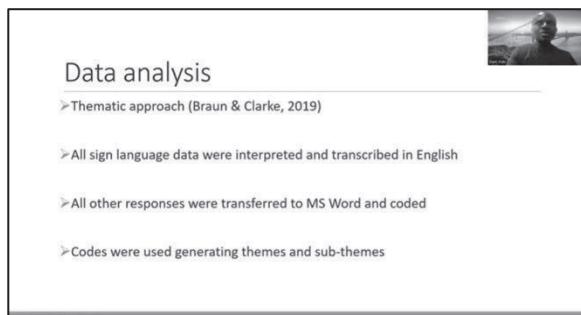 Data analysis
➢Thematic approach (Braun & Clarke, 2019)
➢All sign language data were interpreted and transcribed in English
➢All other responses were transferred to MS Word and coded
➢Codes were used generating themes and sub-themes